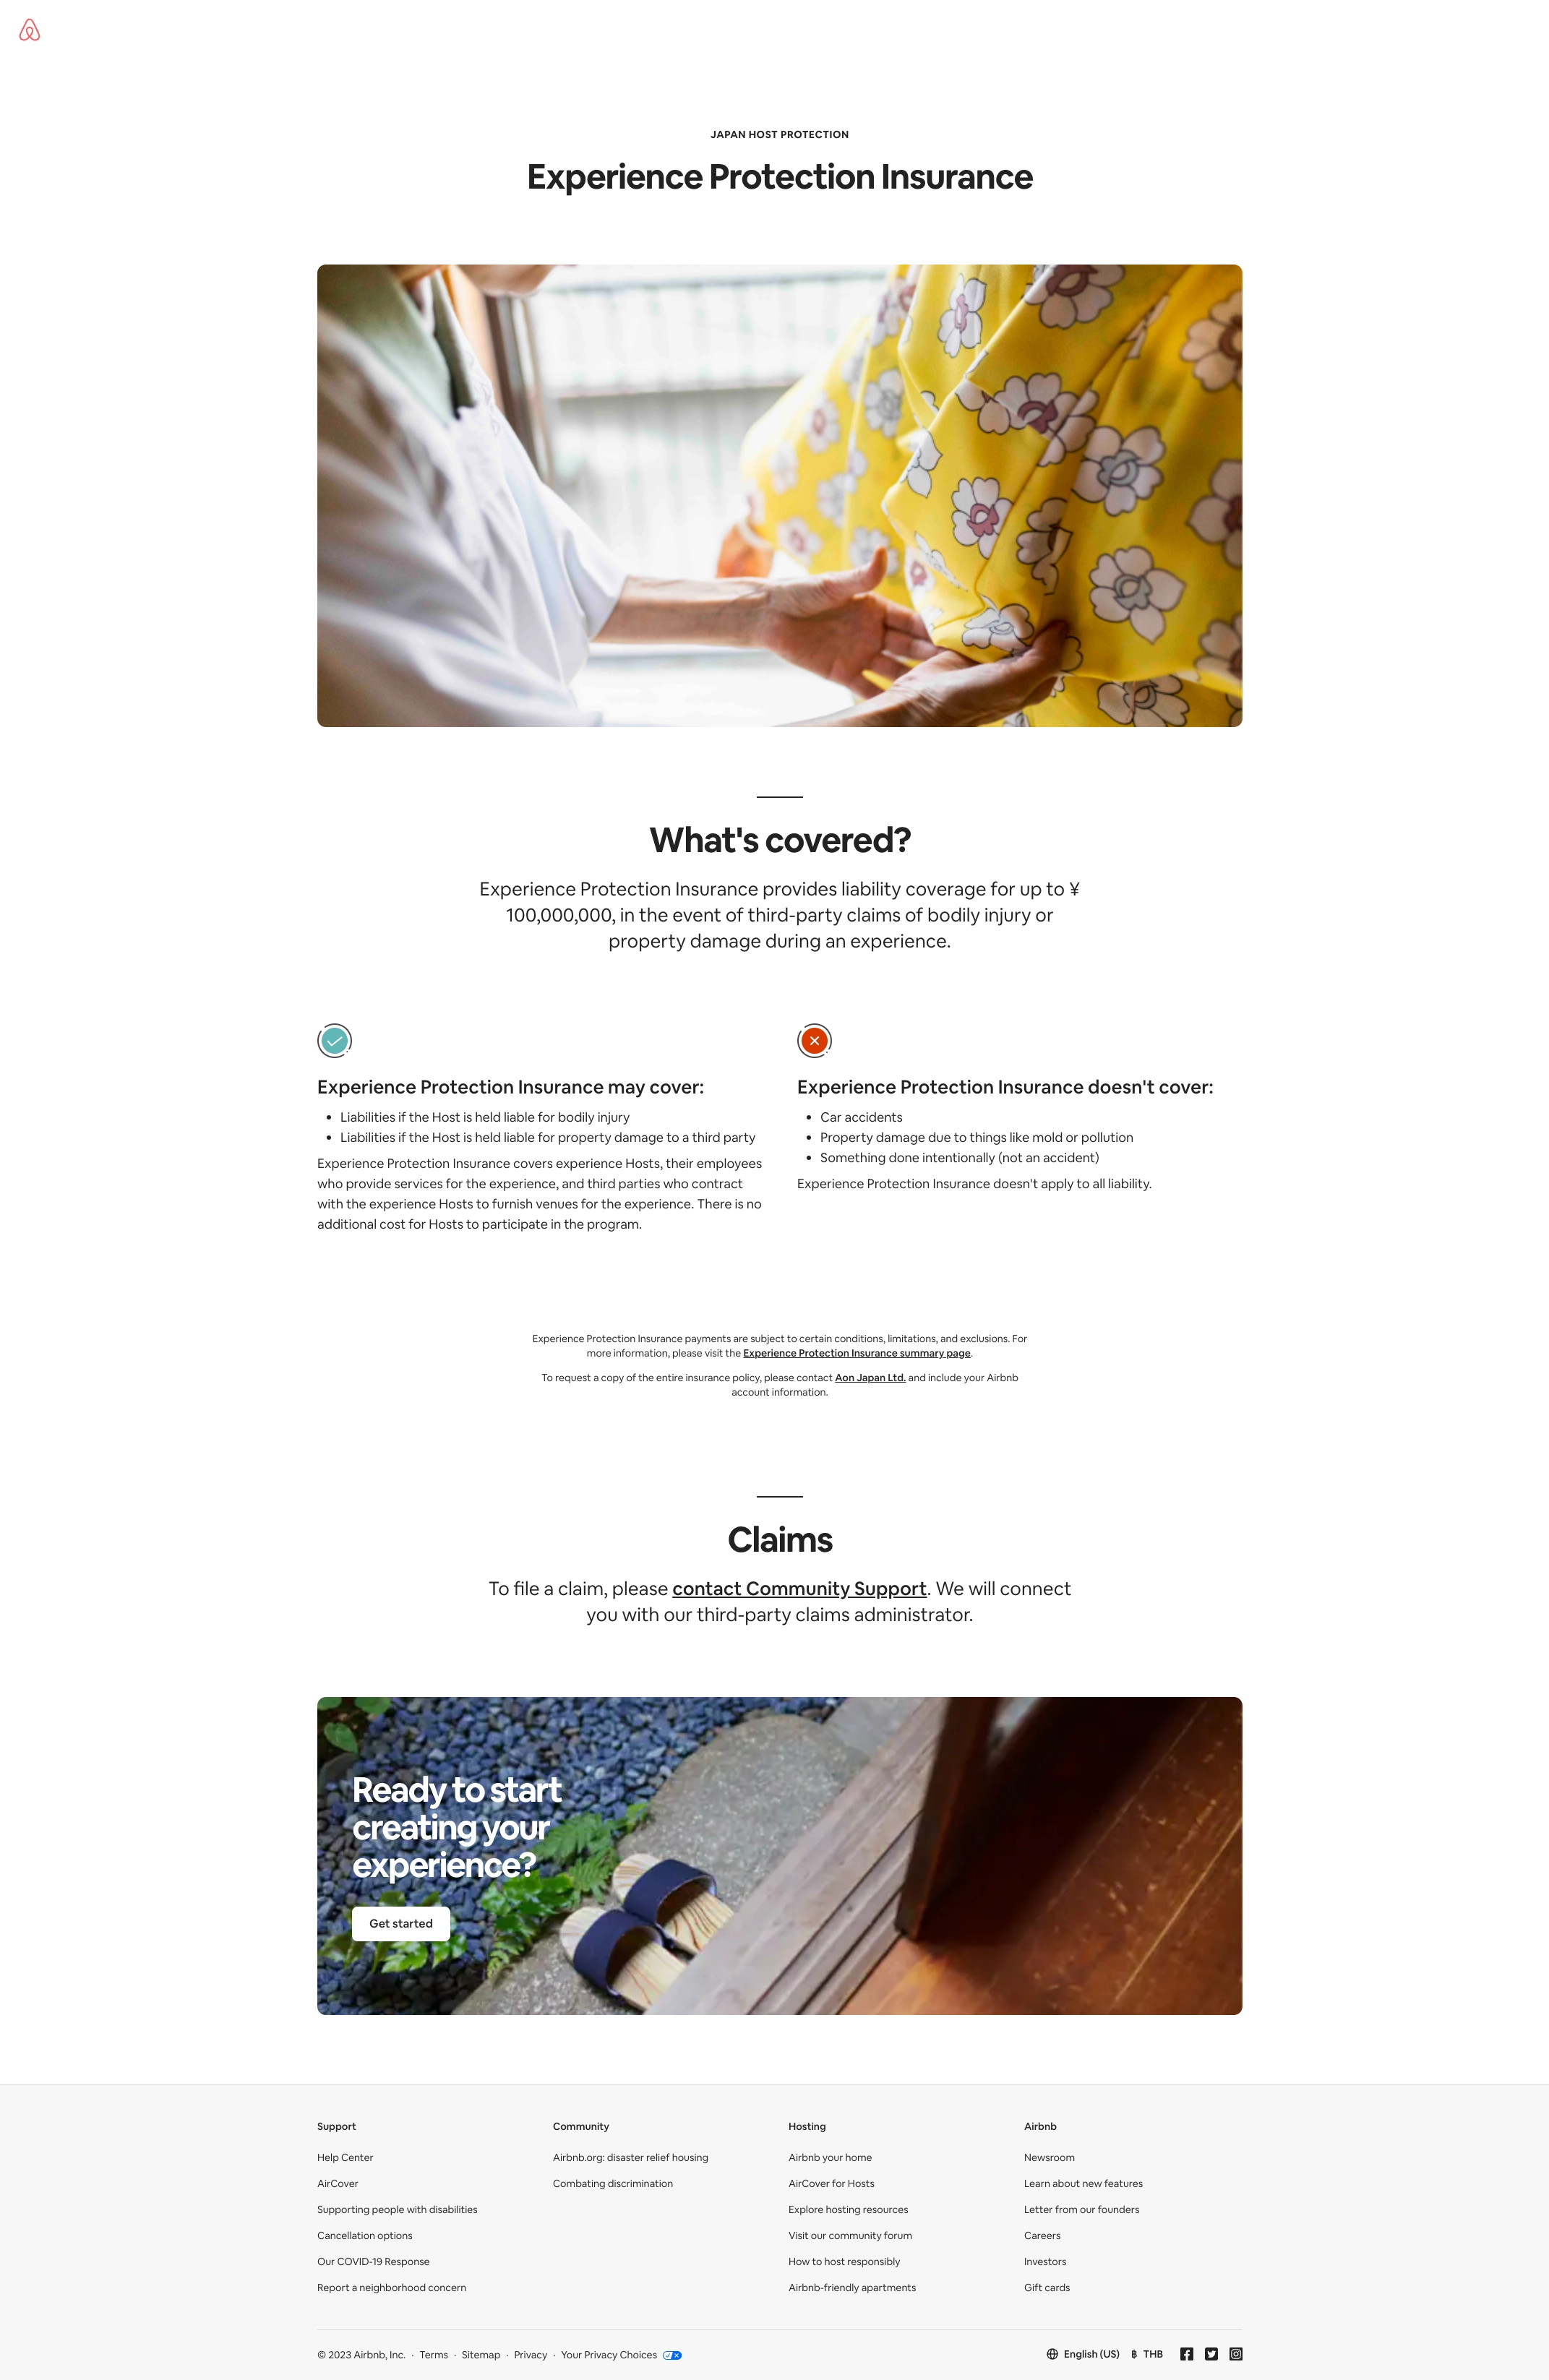 JAPAN HOST PROTECTION
Experience Protection Insurance
What's covered?
Experience Protection Insurance provides liability coverage for up to ¥
100,000,000, in the event of third-party claims of bodily injury or
property damage during an experience.
Experience Protection Insurance may cover:
• Liabilities if the Host is held liable for bodily injury
• Liabilities if the Host is held liable for property damage to a third party
Experience Protection Insurance covers experience Hosts, their employees
who provide services for the experience, and third parties who contract
with the experience Hosts to furnish venues for the experience. There is no
additional cost for Hosts to participate in the program.
Experience Protection Insurance doesn't cover:
• Car accidents
• Property damage due to things like mold or pollution
• Something done intentionally (not an accident)
Experience Protection Insurance doesn't apply to all liability.
Experience Protection Insurance payments are subject to certain conditions, limitations, and exclusions. For
more information, please visit the Experience Protection Insurance summary page.
To request a copy of the entire insurance policy, please contact Aon Japan Ltd. and include your Airbnb
account information.
Claims
To file a claim, please contact Community Support. We will connect
you with our third-party claims administrator.
Ready to start
creating your
experience?
Get started
Support
Help Center
AirCover
Supporting people with disabilities
Cancellation options
Our COVID-19 Response
Report a neighborhood concern
Community
Airbnb.org: disaster relief housing
Combating discrimination
Hosting
Airbnb your home
AirCover for Hosts
Explore hosting resources
Visit our community forum
How to host responsibly
Airbnb-friendly apartments
Airbnb
Newsroom
Learn about new features
Letter from our founders
Careers
Investors
Gift cards
© 2023 Airbnb, Inc. · Terms · Sitemap · Privacy · Your Privacy Choices
English (US) ฿ THB